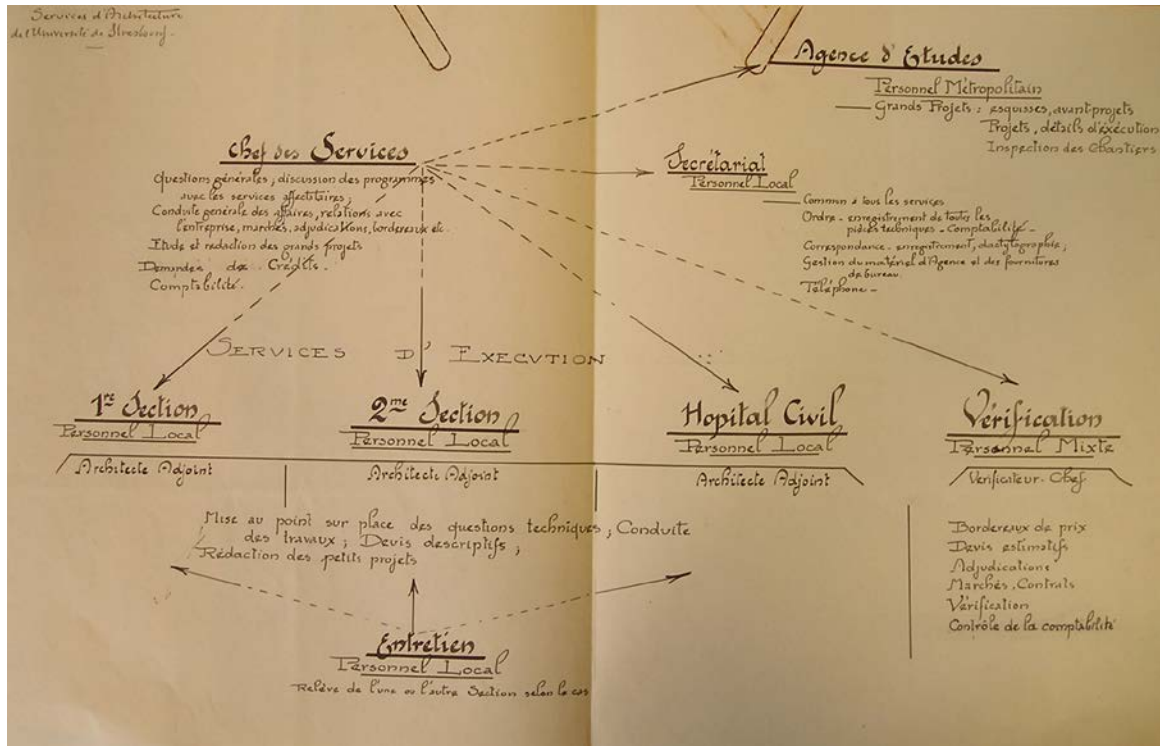 Services d'Architecture
de l'Université de Strasbourg.
Agence d'Etudes
Personnel Métropolitain
Grands Projets : esquisses, avant-projets
Projets, détails d'exécution
Inspection des Chantiers
Chef des Services
Questions générales ; discussion des programmes
avec les services affectataires ;
Conduite générale des affaires, relations avec
l'entreprise, marchés, adjudications, bordereaux etc.
Etude et rédaction des grands projets
Demandes de Crédits.
Comptabilité.
Secrétariat
Personnel Local
Commun à tous les services
Ordre - enregistrement de toutes les
pièces techniques - Comptabilité -
Correspondance - enregistrement, dactylographie ;
Gestion du matériel d'Agence et des fournitures
de bureau.
Téléphone -
SERVICES D'EXECUTION
1re Section
Personnel Local
Architecte Adjoint
2me Section
Personnel Local
Architecte Adjoint
Hopital Civil
Personnel Local
Architecte Adjoint
Vérification
Personnel Mixte
Vérificateur-Chef
Mise au point sur place des questions techniques ; Conduite
des travaux ; Devis descriptifs ;
Rédaction des petits projets
Bordereaux de prix
Devis estimatifs
Adjudications
Marchés, Contrats
Vérification
Contrôle de la comptabilité
Entretien
Personnel Local
Relève de l'une ou l'autre Section selon le cas